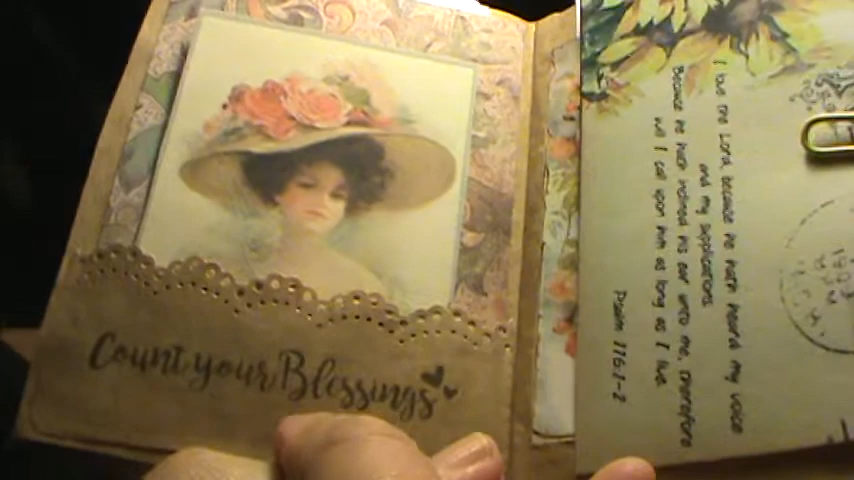 Count your Blessings
I love the Lord, because he hath heard my voice
and my supplications.
Because he hath inclined his ear unto me, therefore
will I call upon him as long as I live.
Psalm 116:1-2